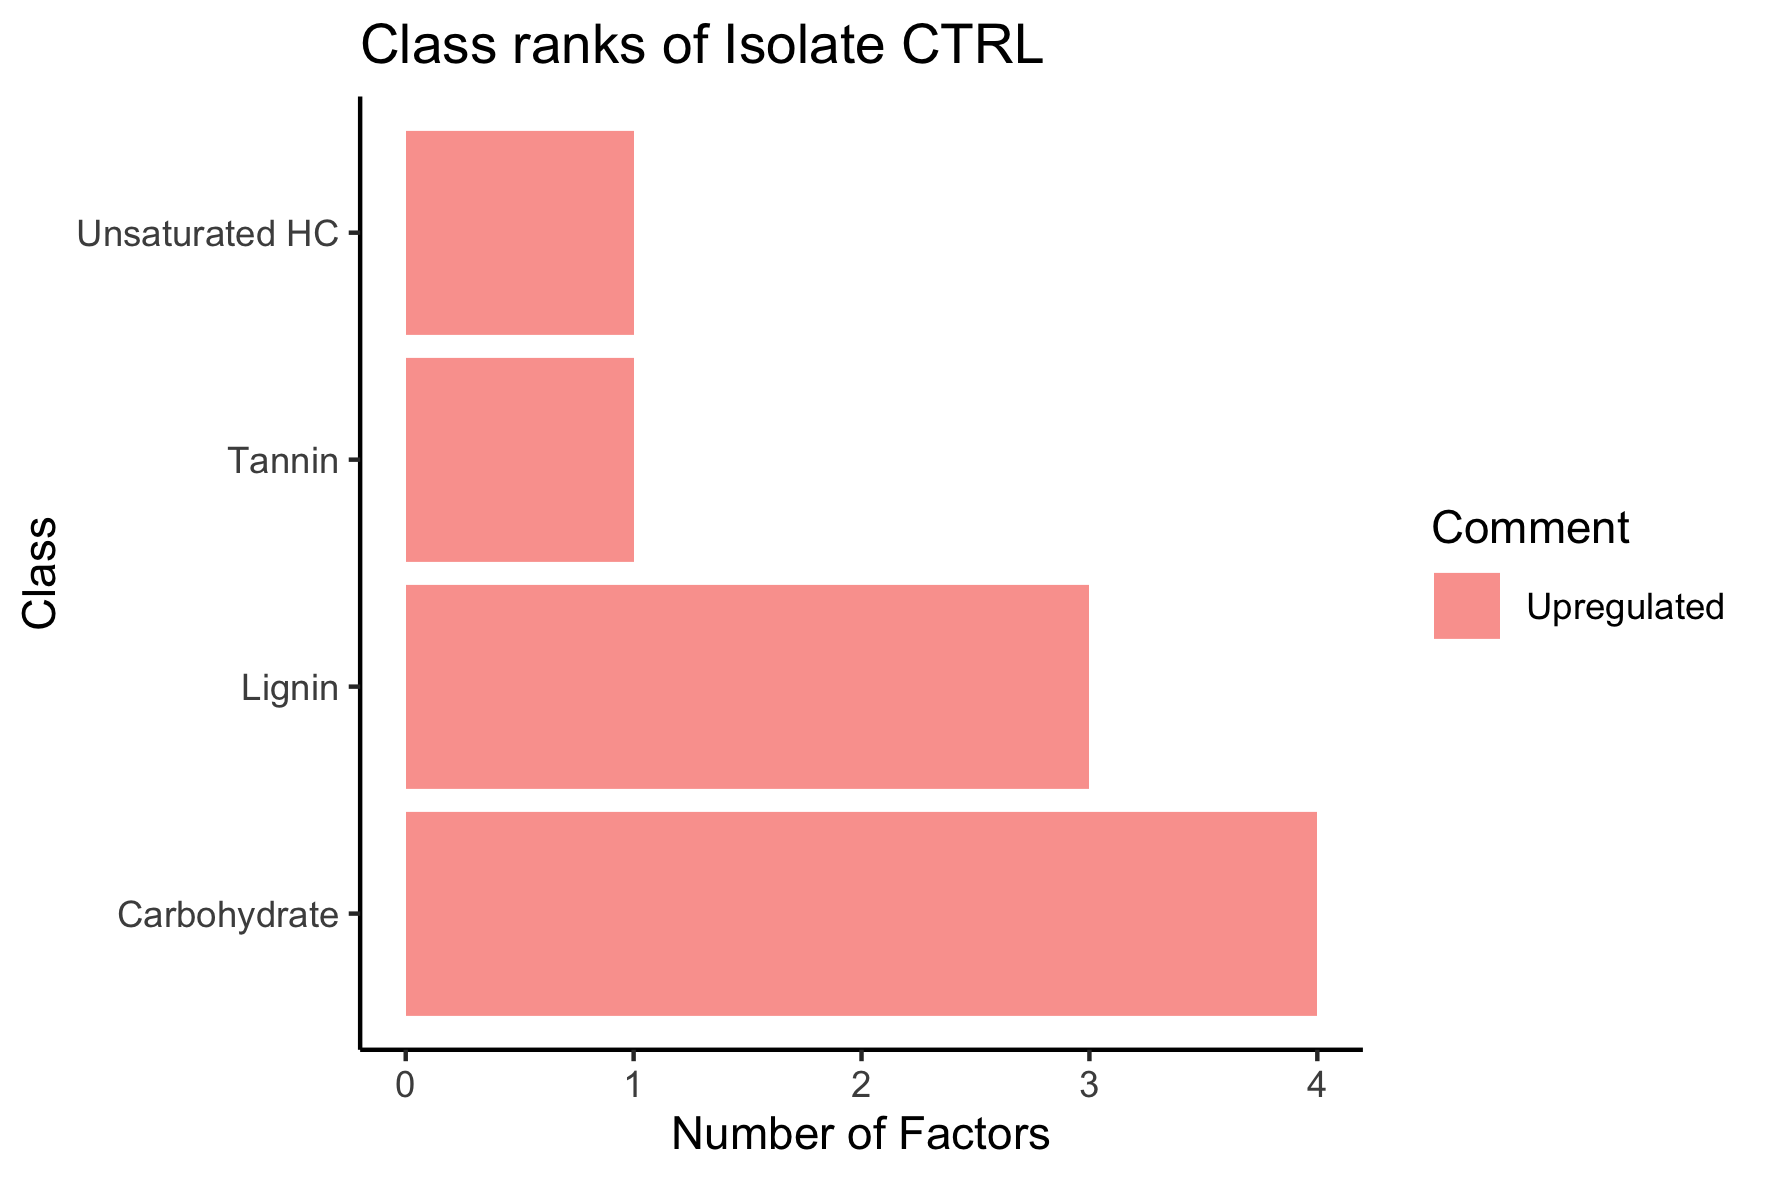 Class ranks of Isolate CTRL
Class
Unsaturated HC
Tannin
Lignin
Carbohydrate
0 1 2 3 4
Number of Factors
Comment
Upregulated